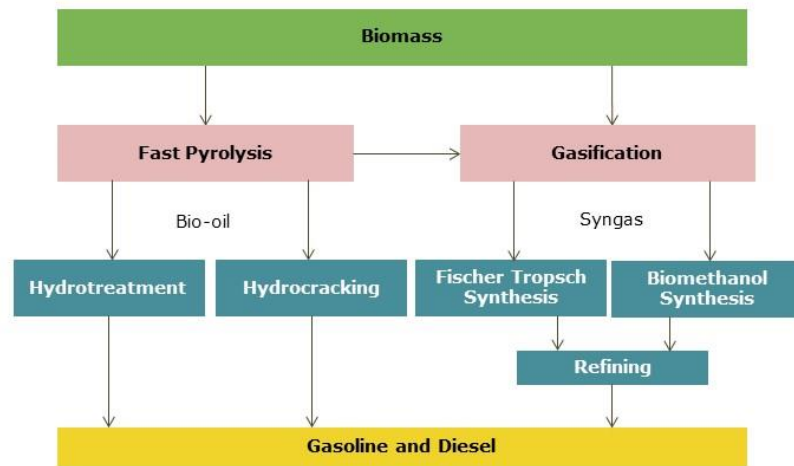 Biomass
Fast Pyrolysis
Gasification
Bio-oil
Syngas
Hydrotreatment
Hydrocracking
Fischer Tropsch
Synthesis
Biomethanol
Synthesis
Refining
Gasoline and Diesel